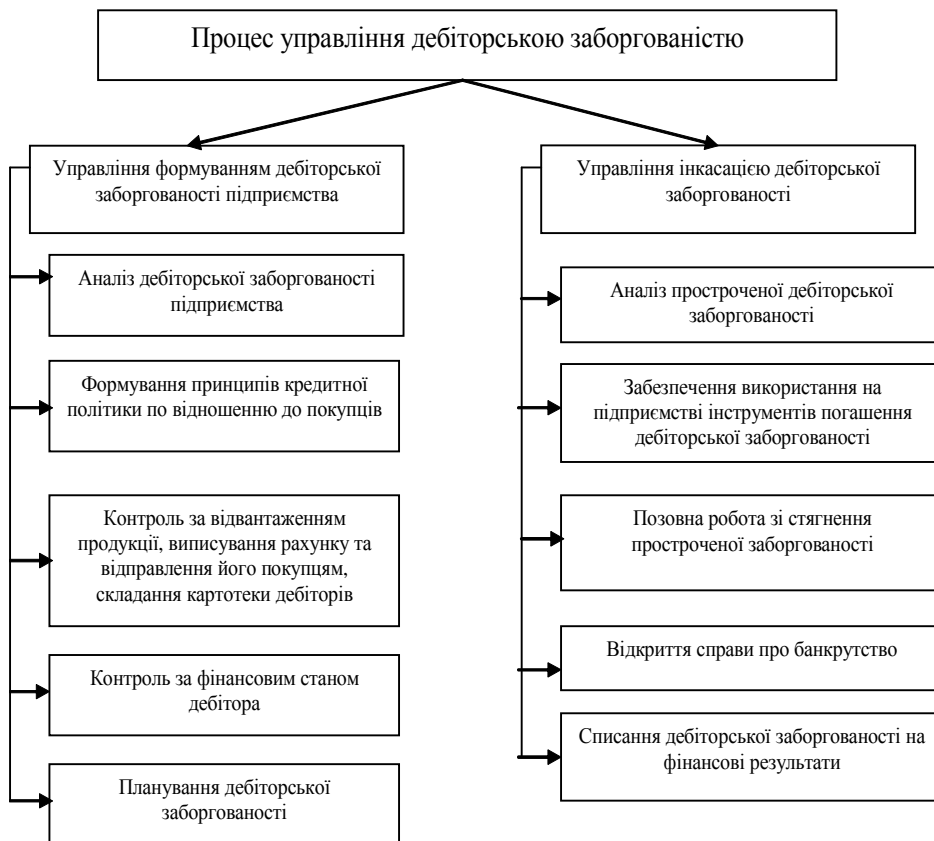 Процес управління дебіторською заборгованістю
Управління формуванням дебіторської
заборгованості підприємства
Аналіз дебіторської заборгованості
підприємства
Формування принципів кредитної
політики по відношенню до покупців
Контроль за відвантаженням
продукції, виписування рахунку та
відправлення його покупцям,
складання картотеки дебіторів
Контроль за фінансовим станом
дебітора
Планування дебіторської
заборгованості
Управління інкасацією дебіторської
заборгованості
Аналіз простроченої дебіторської
заборгованості
Забезпечення використання на
підприємстві інструментів погашення
дебіторської заборгованості
Позовна робота зі стягнення
простроченої заборгованості
Відкриття справи про банкрутство
Списання дебіторської заборгованості на
фінансові результати